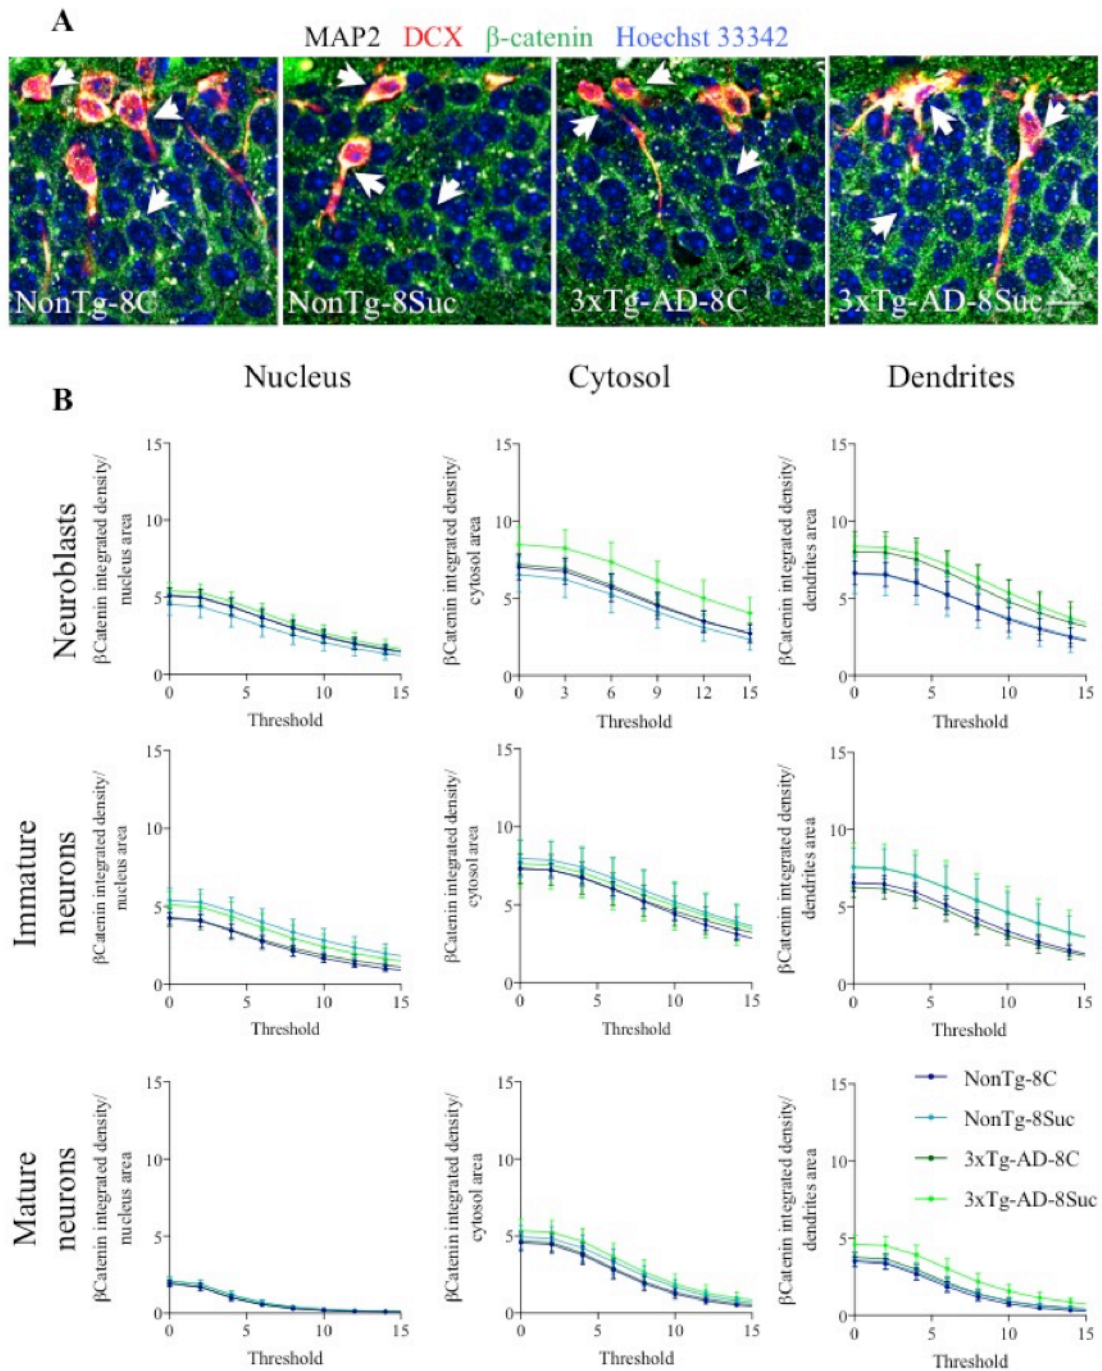 A
MAP2 DCX β-catenin Hoechst 33342
NonTg-8C NonTg-8Suc 3xTg-AD-8C 3xTg-AD-8Suc
Nucleus Cytosol Dendrites
B
Neuroblasts
βCatenin integrated density/
nucleus area
15
10
5
0
0 5 10 15
Threshold
βCatenin integrated density/
cytosol area
15
10
5
0
0 3 6 9 12 15
Threshold
βCatenin integrated density/
dendrites area
15
10
5
0
0 5 10 15
Threshold
Immature
neurons
βCatenin integrated density/
nucleus area
15
10
5
0
0 5 10 15
Threshold
βCatenin integrated density/
cytosol area
15
10
5
0
0 5 10 15
Threshold
βCatenin integrated density/
dendrites area
15
10
5
0
0 5 10 15
Threshold
Mature
neurons
βCatenin integrated density/
nucleus area
15
10
5
0
0 5 10 15
Threshold
βCatenin integrated density/
cytosol area
15
10
5
0
0 5 10 15
Threshold
βCatenin integrated density/
dendrites area
15
10
5
0
0 5 10 15
Threshold
NonTg-8C
NonTg-8Suc
3xTg-AD-8C
3xTg-AD-8Suc